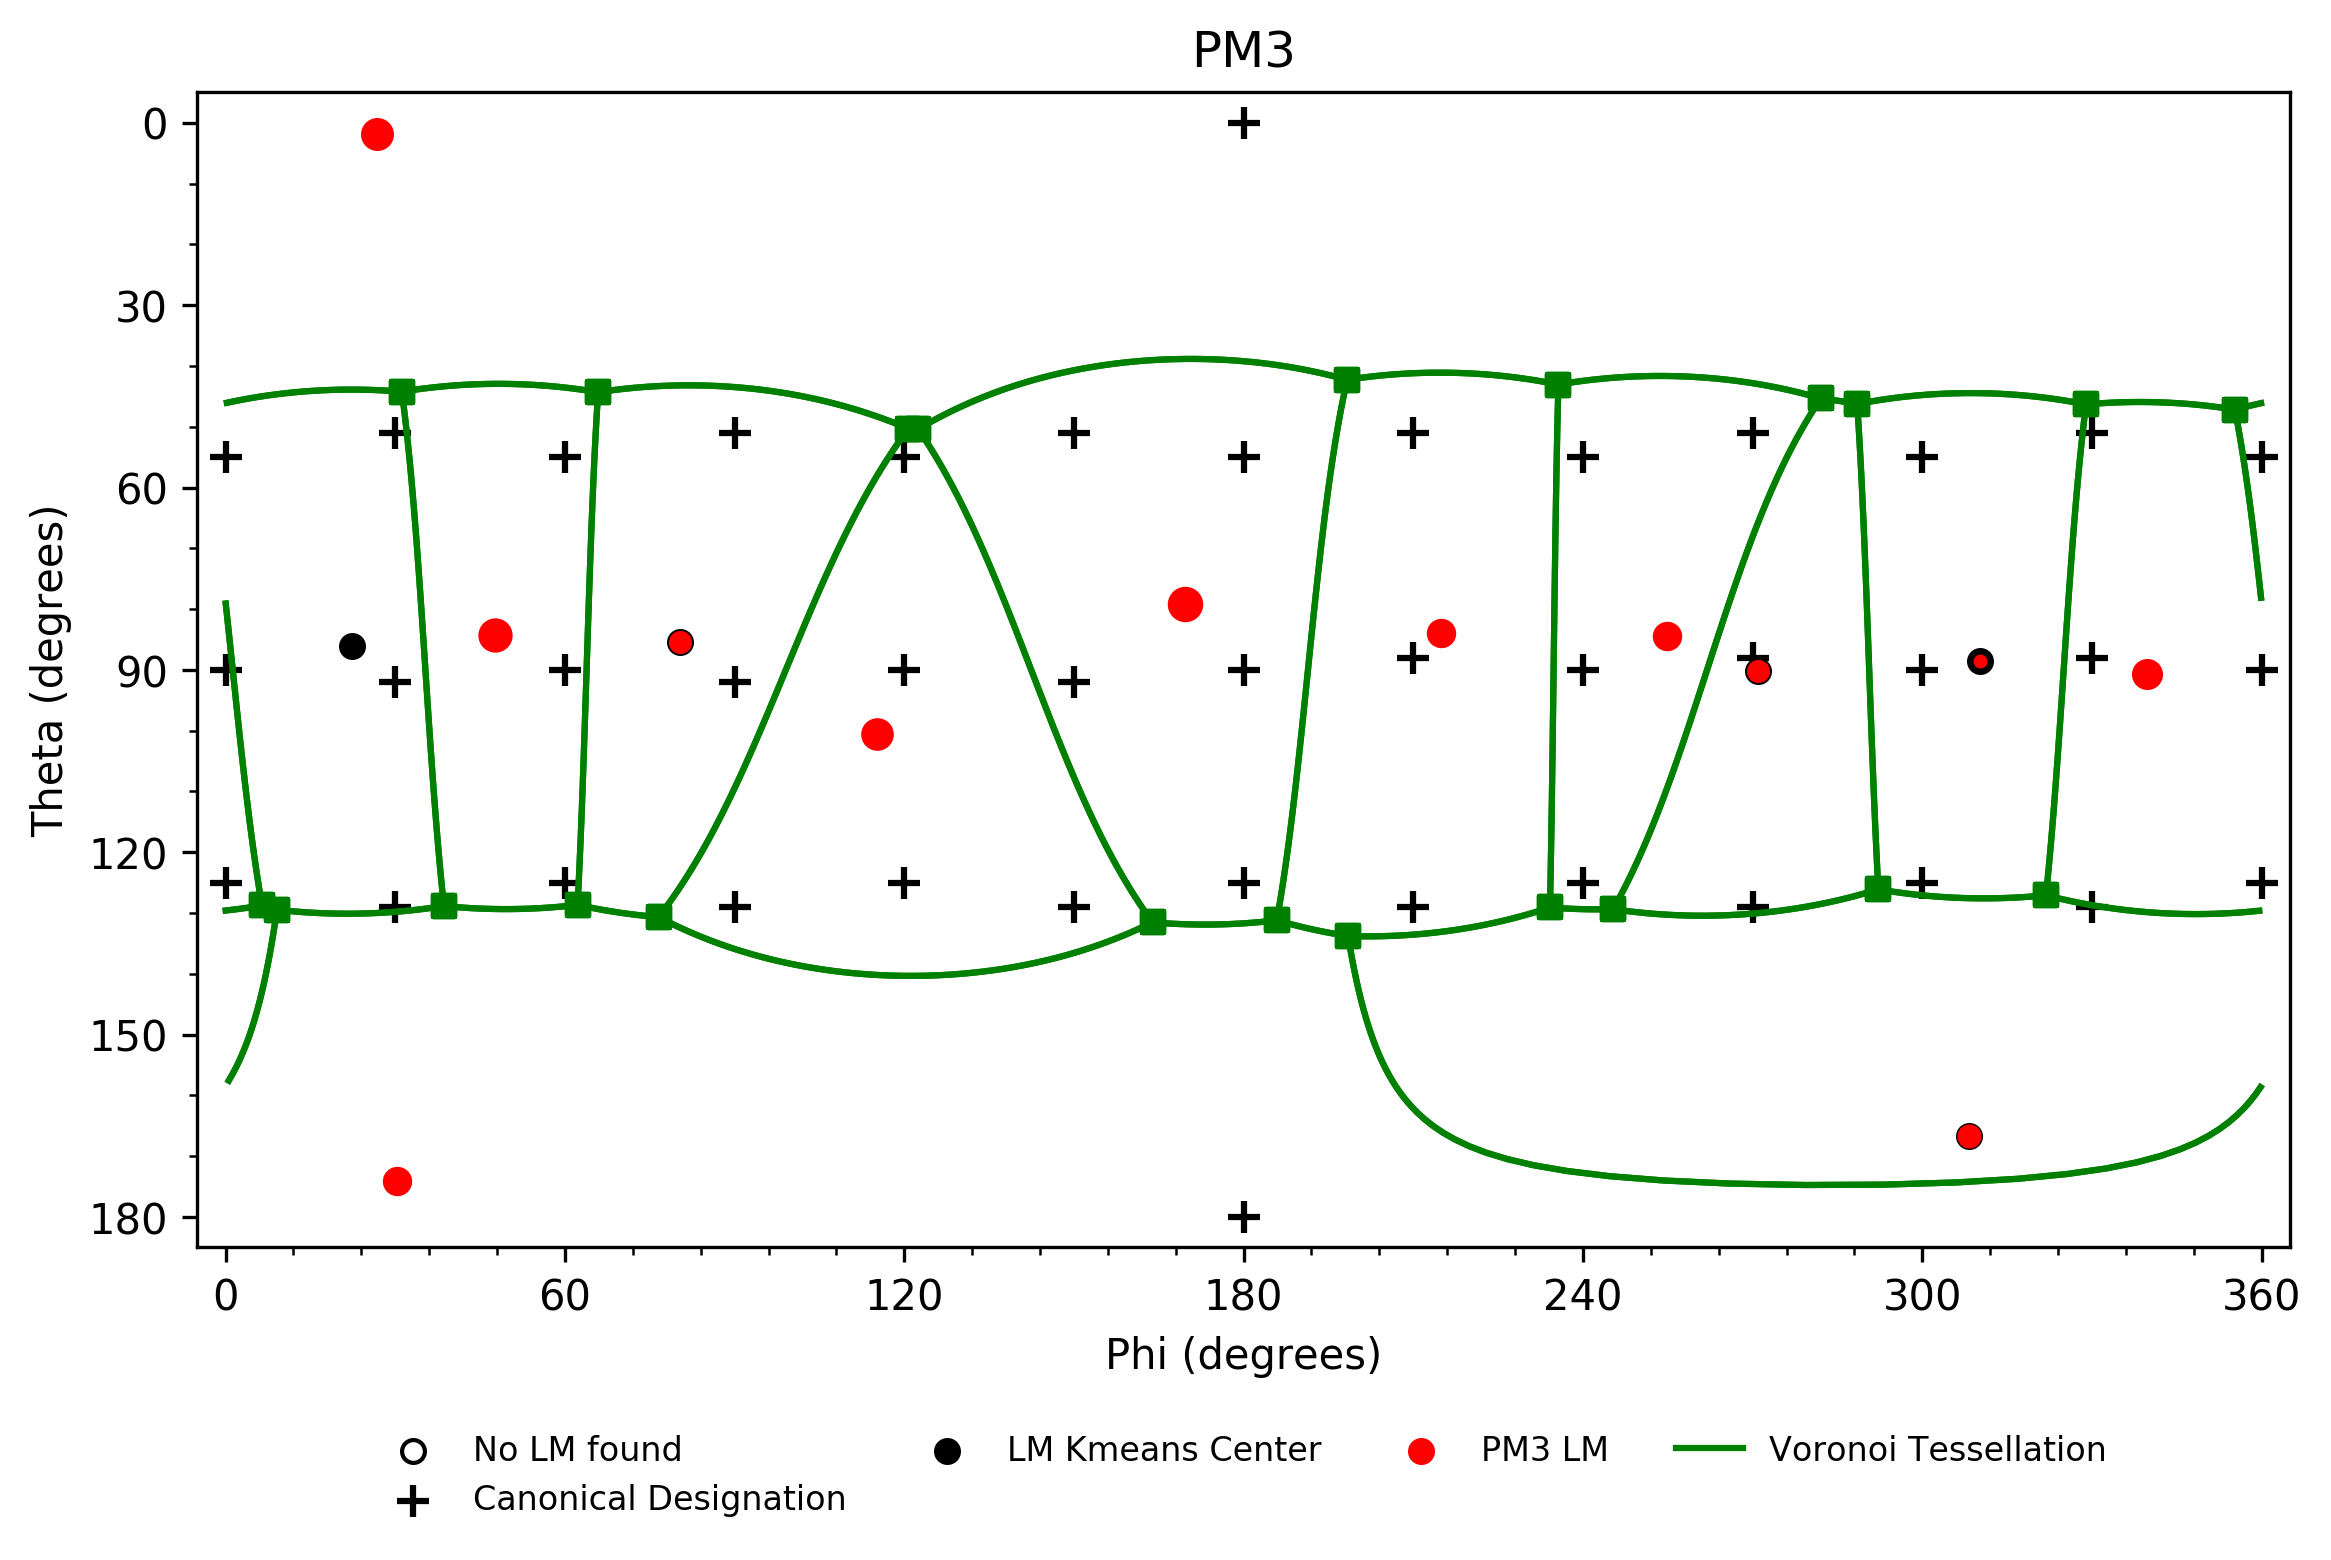 PM3
0
30
60
90
120
150
180
Theta (degrees)
0 60 120 180 240 300 360
Phi (degrees)
No LM found LM Kmeans Center PM3 LM Voronoi Tessellation
Canonical Designation